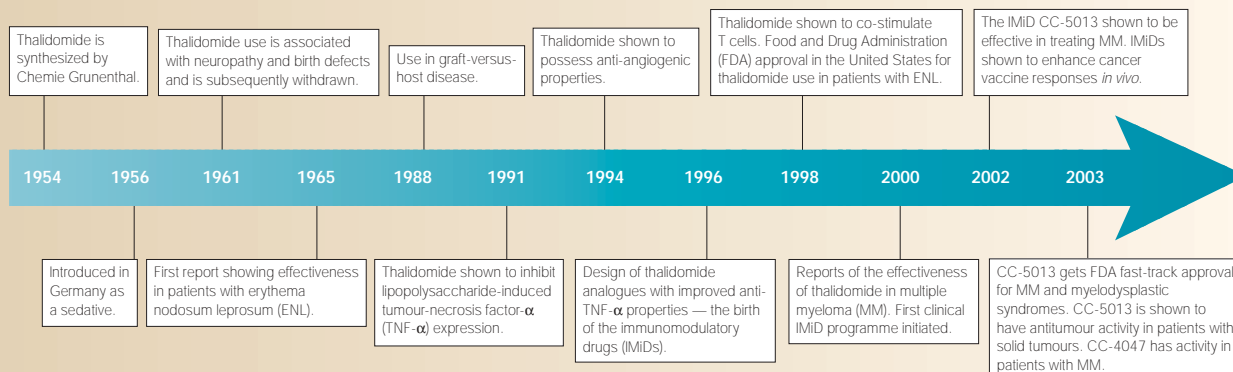 Thalidomide is
synthesized by
Chemie Grunenthal.
Thalidomide use is associated
with neuropathy and birth defects
and is subsequently withdrawn.
Use in graft-versus-
host disease.
Thalidomide shown to
possess anti-angiogenic
properties.
Thalidomide shown to co-stimulate
T cells. Food and Drug Administration
(FDA) approval in the United States for
thalidomide use in patients with ENL.
The IMiD CC-5013 shown to be
effective in treating MM. IMiDs
shown to enhance cancer
vaccine responses in vivo.
1954 1956 1961 1965 1988 1991 1994 1996 1998 2000 2002 2003
Introduced in
Germany as
a sedative.
First report showing effectiveness
in patients with erythema
nodosum leprosum (ENL).
Thalidomide shown to inhibit
lipopolysaccharide-induced
tumour-necrosis factor-α
(TNF-α) expression.
Design of thalidomide
analogues with improved anti-
TNF-α properties — the birth
of the immunomodulatory
drugs (IMiDs).
Reports of the effectiveness
of thalidomide in multiple
myeloma (MM). First clinical
IMiD programme initiated.
CC-5013 gets FDA fast-track approval
for MM and myelodysplastic
syndromes. CC-5013 is shown to
have antitumour activity in patients with
solid tumours. CC-4047 has activity in
patients with MM.